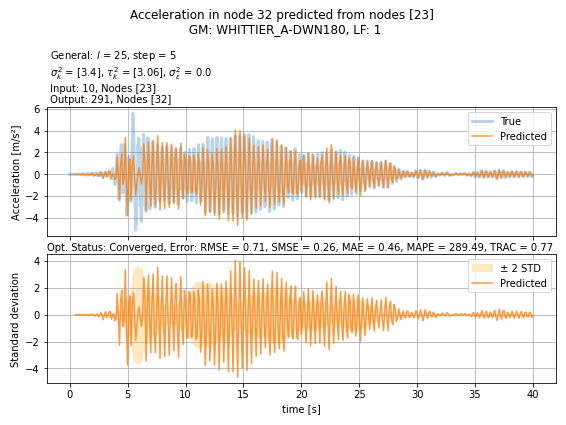 Acceleration in node 32 predicted from nodes [23]
GM: WHITTIER_A-DWN180, LF: 1
General: l = 25, step = 5
σ²ₖ = [3.4], τ²ₖ = [3.06], σ²ε = 0.0
Input: 10, Nodes [23]
Output: 291, Nodes [32]
Acceleration [m/s²]
6
4
2
0
−2
−4
True
Predicted
Opt. Status: Converged, Error: RMSE = 0.71, SMSE = 0.26, MAE = 0.46, MAPE = 289.49, TRAC = 0.77
Standard deviation
4
2
0
−2
−4
± 2 STD
Predicted
0 5 10 15 20 25 30 35 40
time [s]